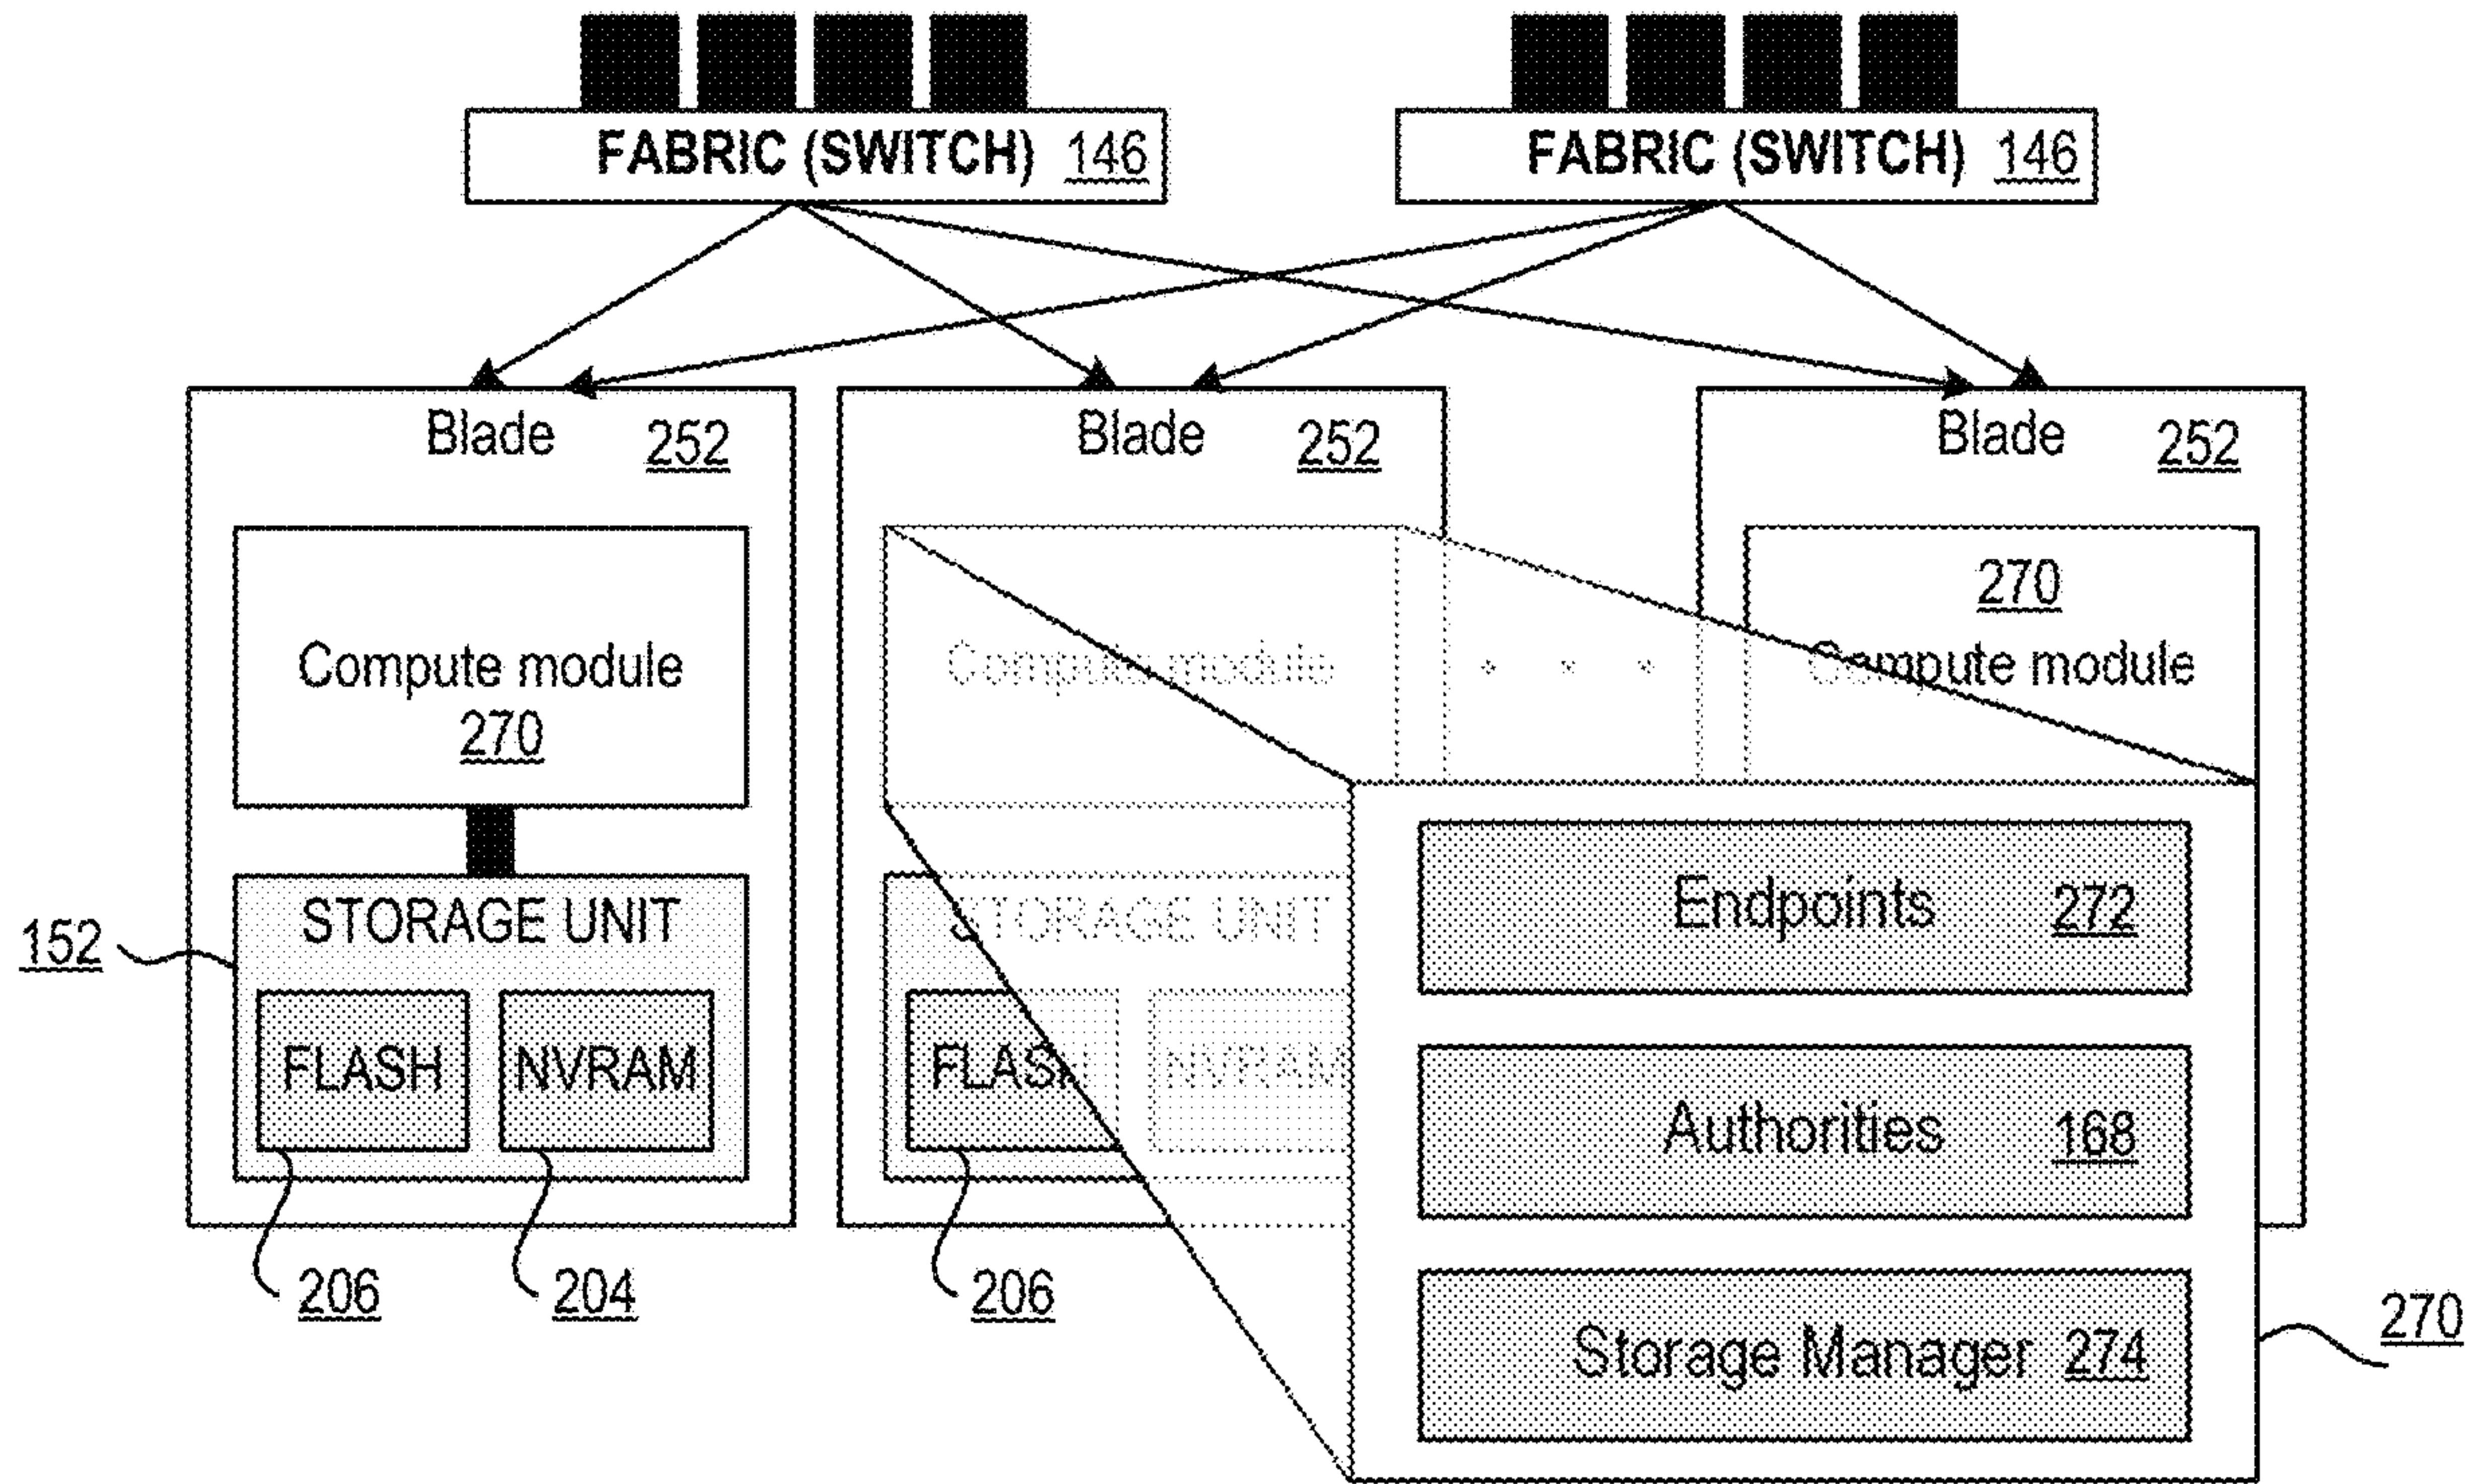 FABRIC (SWITCH) 146
FABRIC (SWITCH) 146
Blade 252
Blade 252
Blade 252
Compute module
270
Compute module
. . .
270
Compute module
STORAGE UNIT
152
FLASH
NVRAM
206
204
STORAGE UNIT
FLASH
NVRAM
206
Endpoints 272
Authorities 168
Storage Manager 274
270